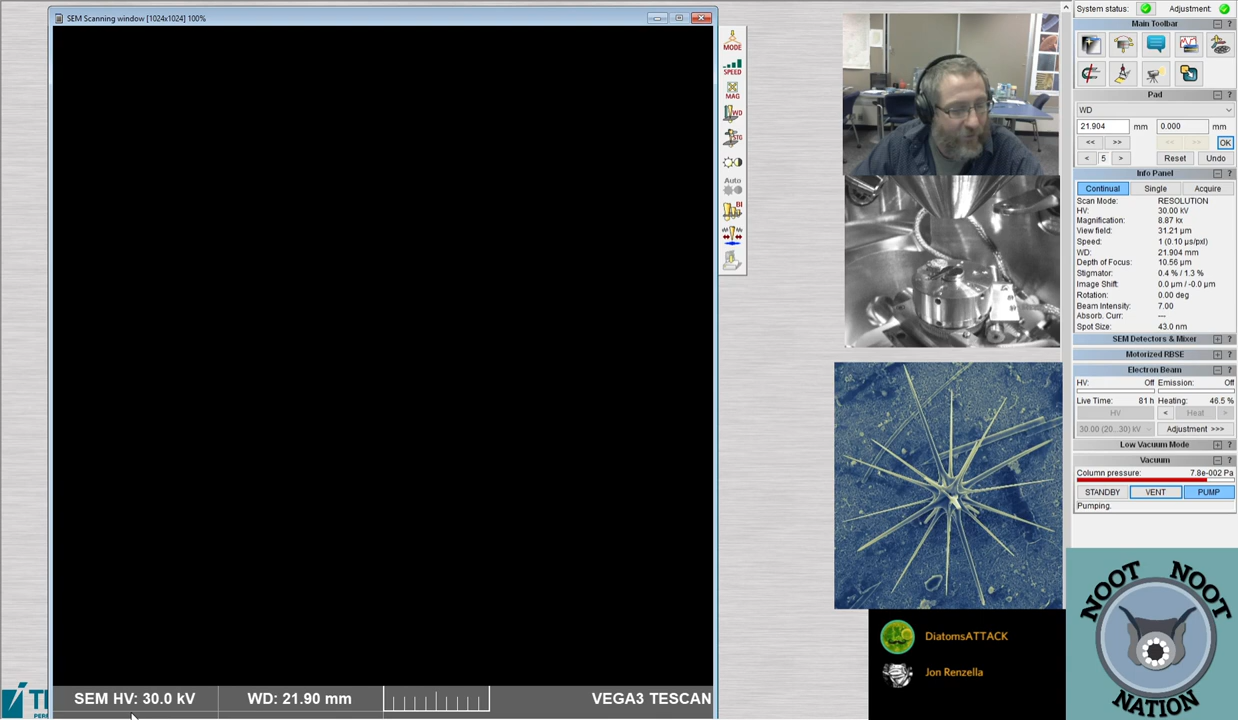 SEM Scanning window [1024x1024] 100%
MODE
SPEED
MAG
WD
STG
Auto
BI
SEM HV: 30.0 kV
WD: 21.90 mm
VEGA3 TESCAN
DiatomsATTACK
Jon Renzella
System status:
Adjustment:
Main Toolbar
Pad
WD
21.904 mm 0.000 mm
<< >> << >> OK
< 5 > Reset Undo
Info Panel
Continual Single Acquire
Scan Mode: RESOLUTION
HV: 30.00 kV
Magnification: 8.87 kx
View field: 31.21 µm
Speed: 1 (0.10 µs/pxl)
WD: 21.904 mm
Depth of Focus: 10.56 µm
Stigmator: 0.4 % / 1.3 %
Image Shift: 0.0 µm / -0.0 µm
Rotation: 0.00 deg
Beam Intensity: 7.00
Absorb. Curr: ---
Spot Size: 43.0 nm
SEM Detectors & Mixer
Motorized RBSE
Electron Beam
HV: Off Emission: Off
Live Time: 81 h Heating: 46.5 %
HV < Heat >
30.00 (20...30) kV Adjustment >>>
Low Vacuum Mode
Vacuum
Column pressure: 7.8e-002 Pa
STANDBY VENT PUMP
Pumping.
NOOT NOOT
NATION